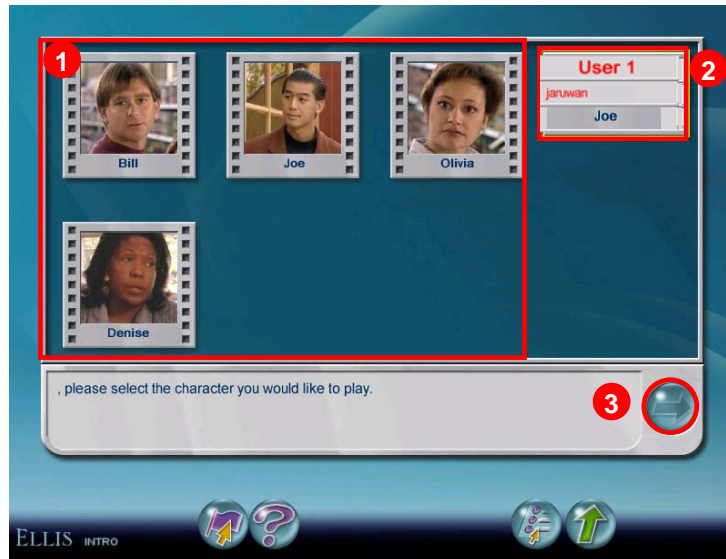 1
2
3
User 1
jaruwan
Joe
Bill
Joe
Olivia
Denise
, please select the character you would like to play.
ELLIS INTRO